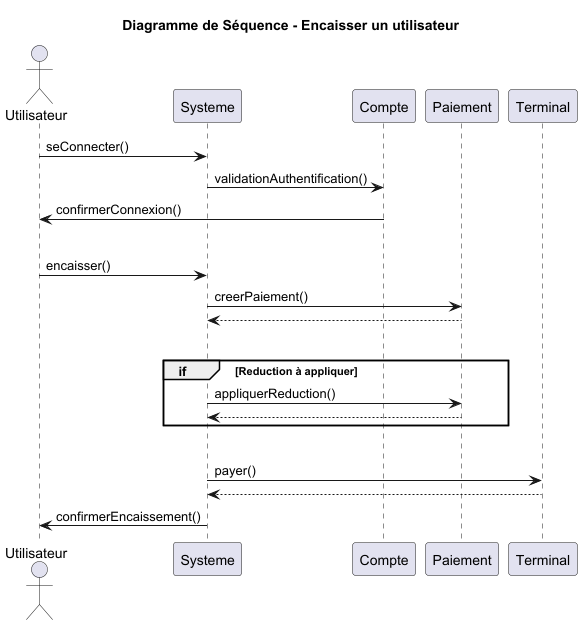 Diagramme de Séquence - Encaisser un utilisateur
Utilisateur
Systeme
Compte
Paiement
Terminal
seConnecter()
validationAuthentification()
confirmerConnexion()
encaisser()
creerPaiement()
if
[Reduction à appliquer]
appliquerReduction()
payer()
confirmerEncaissement()
Utilisateur
Systeme
Compte
Paiement
Terminal